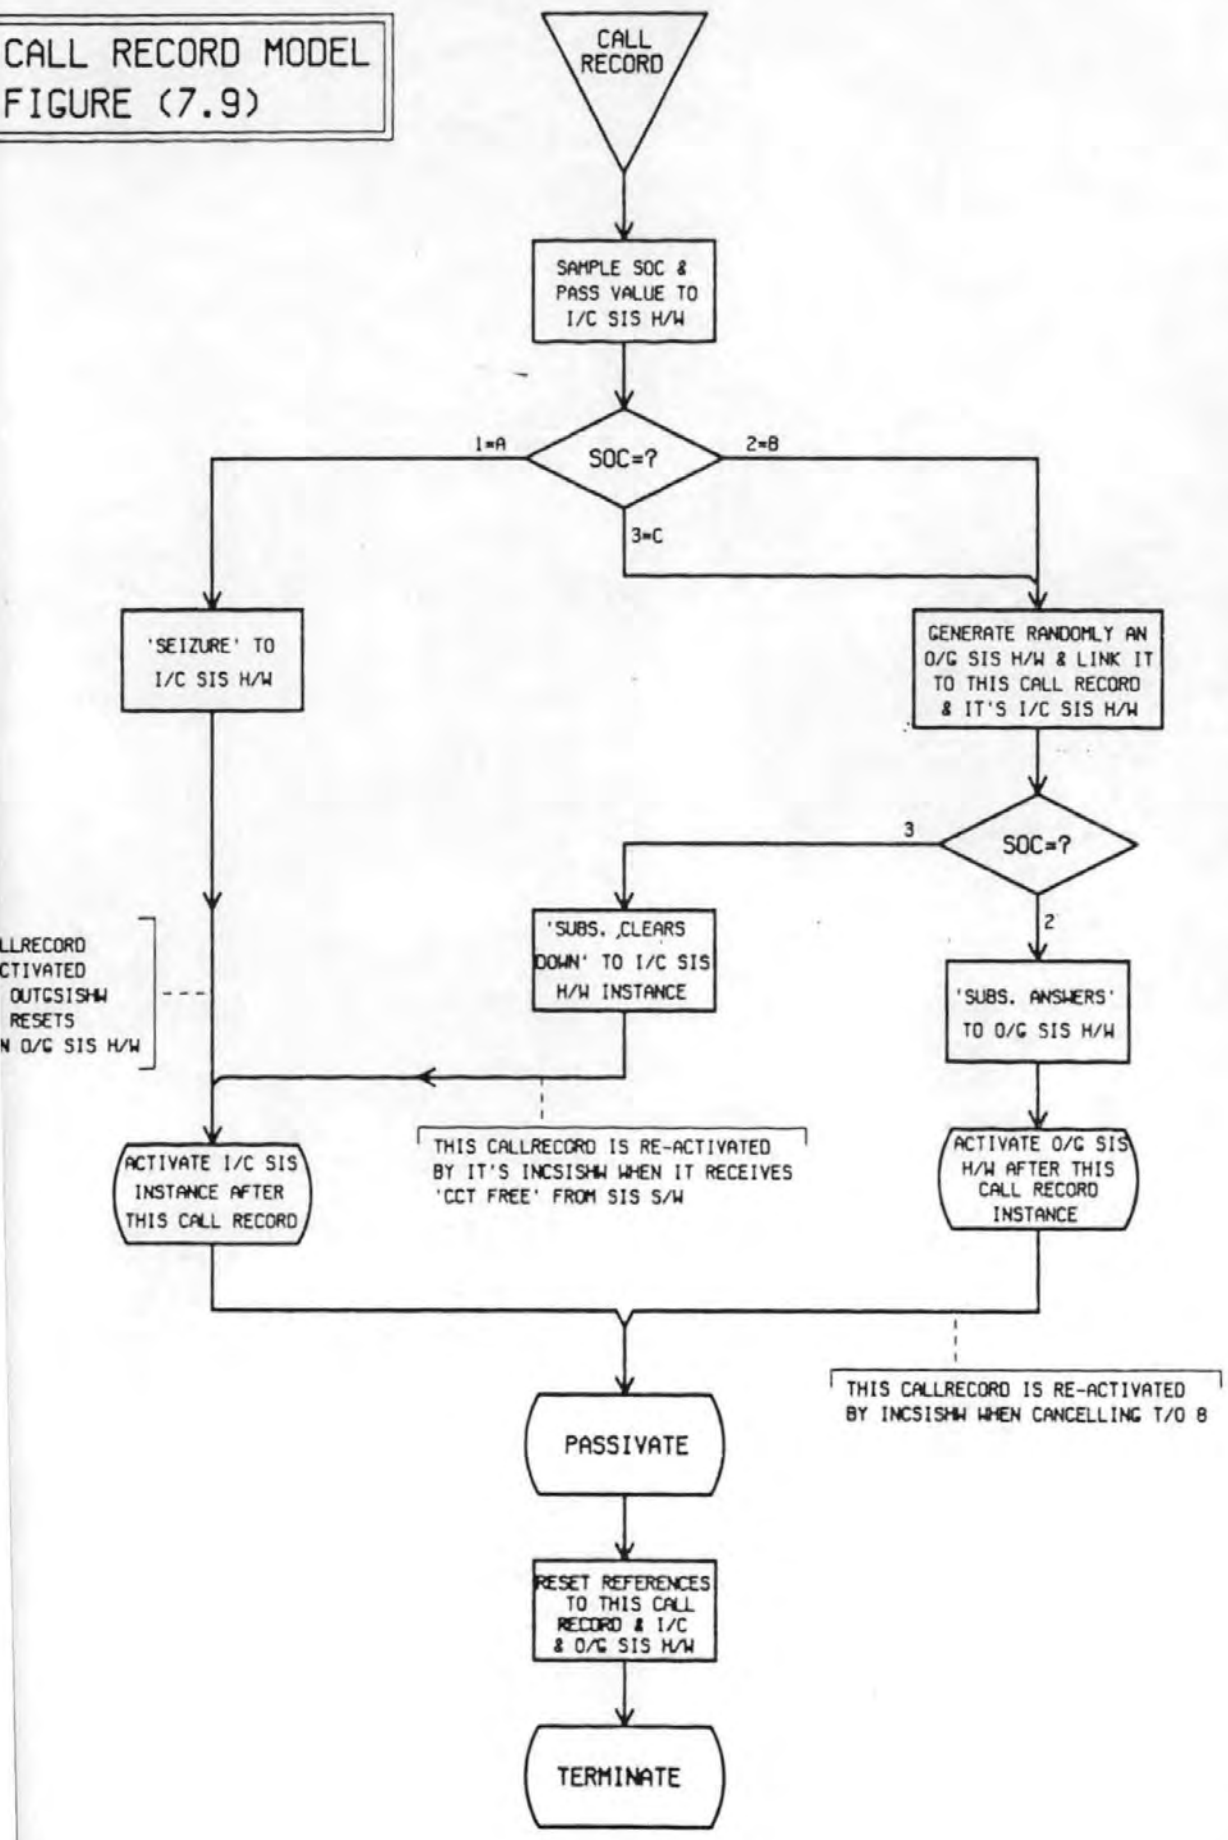 CALL RECORD MODEL
FIGURE (7.9)
CALL
RECORD
SAMPLE SOC &
PASS VALUE TO
I/C SIS H/W
1=A
SOC=?
2=B
3=C
'SEIZURE' TO
I/C SIS H/W
GENERATE RANDOMLY AN
O/G SIS H/W & LINK IT
TO THIS CALL RECORD
& IT'S I/C SIS H/W
3
SOC=?
2
LLRECORD
CTIVATED
OUTGSISHW
RESETS
N O/G SIS H/W
'SUBS. CLEARS
DOWN' TO I/C SIS
H/W INSTANCE
'SUBS. ANSWERS'
TO O/G SIS H/W
ACTIVATE I/C SIS
INSTANCE AFTER
THIS CALL RECORD
THIS CALLRECORD IS RE-ACTIVATED
BY IT'S INCSISHW WHEN IT RECEIVES
'CCT FREE' FROM SIS S/W
ACTIVATE O/G SIS
H/W AFTER THIS
CALL RECORD
INSTANCE
THIS CALLRECORD IS RE-ACTIVATED
BY INCSISHW WHEN CANCELLING T/O B
PASSIVATE
RESET REFERENCES
TO THIS CALL
RECORD & I/C
& O/G SIS H/W
TERMINATE